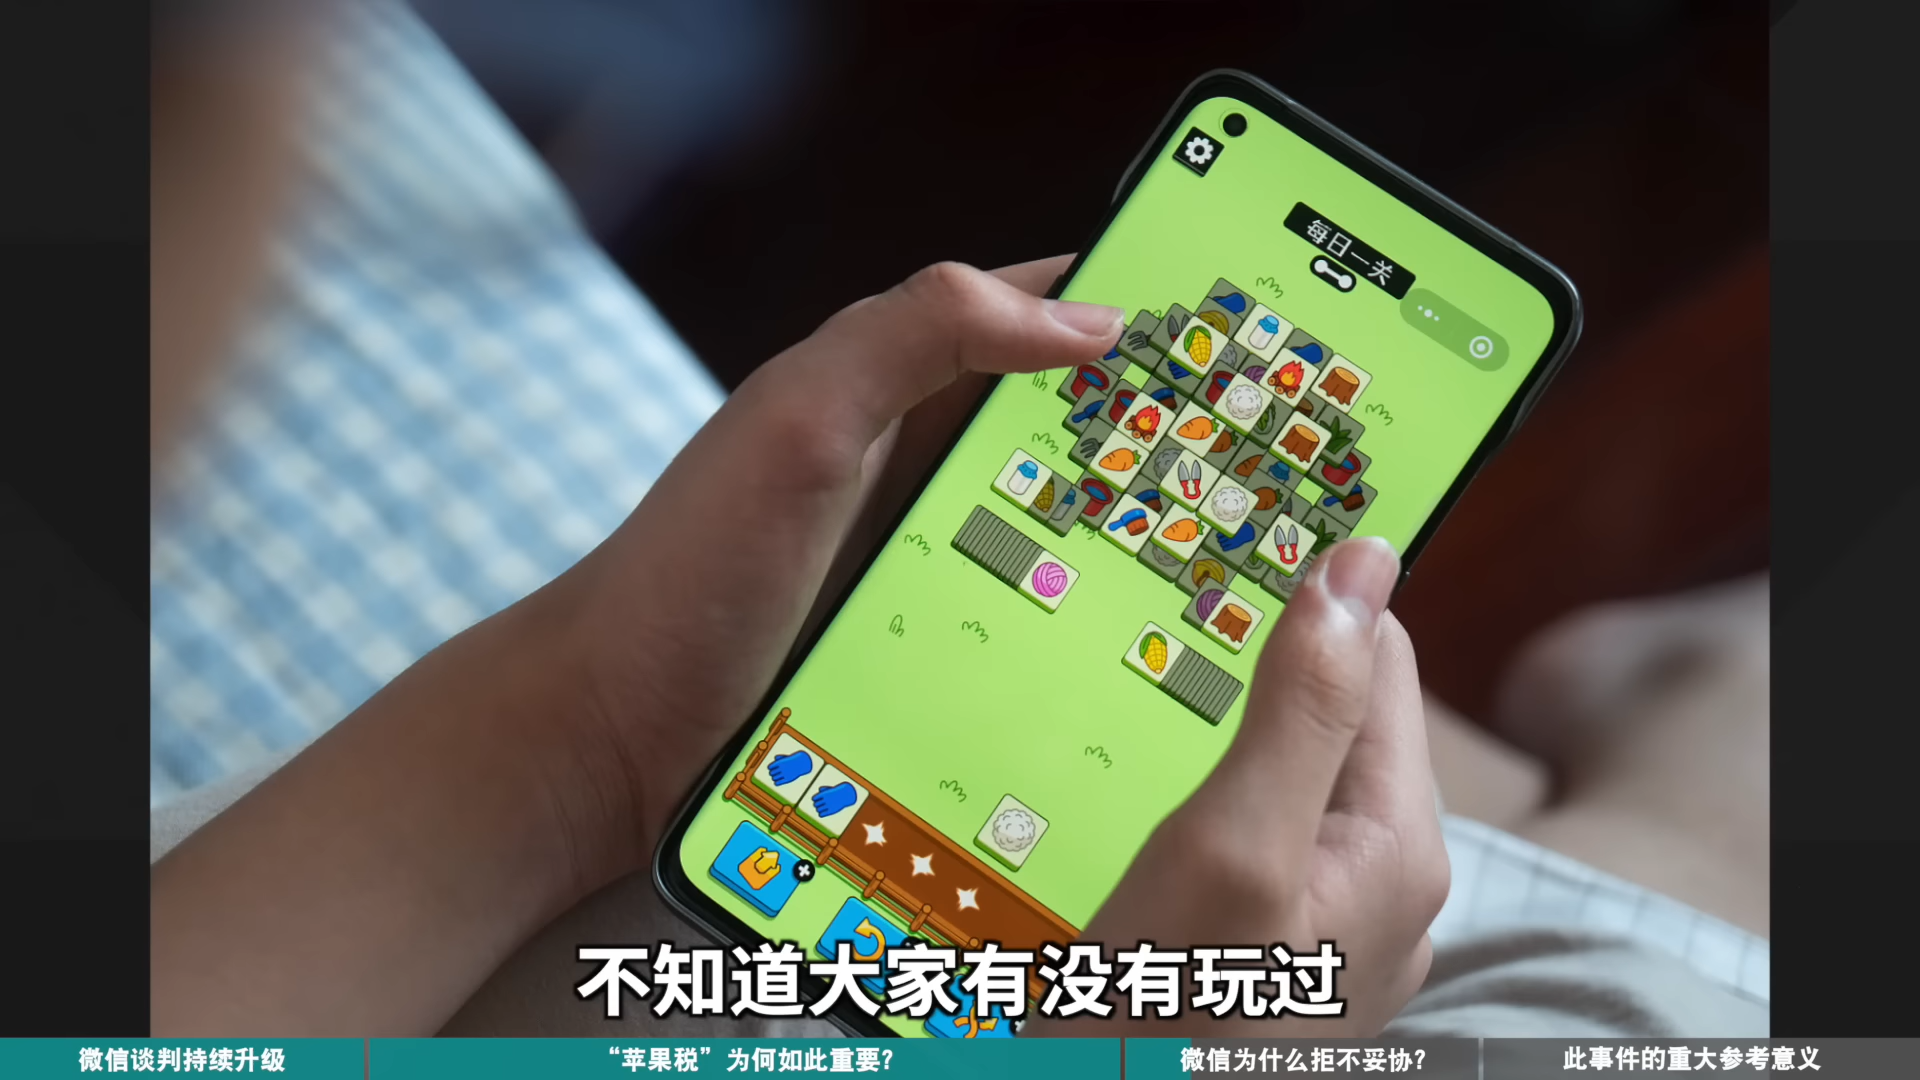 每日一关
不知道大家有没有玩过
微信谈判持续升级
“苹果税”为何如此重要?
微信为什么拒不妥协?
此事件的重大参考意义